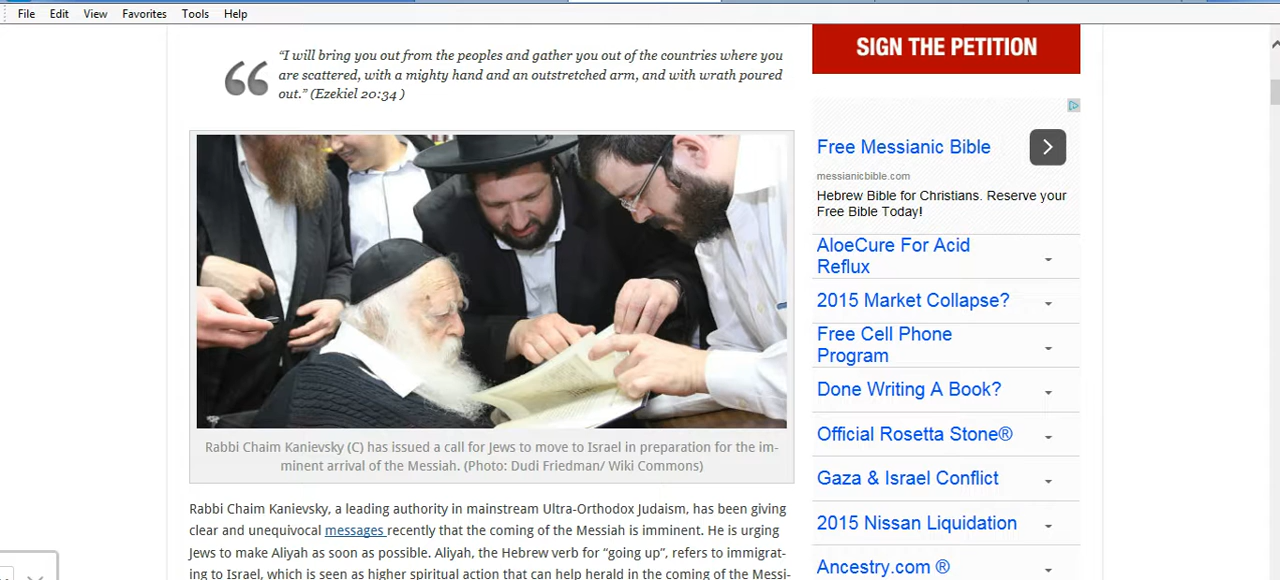 File Edit View Favorites Tools Help
“I will bring you out from the peoples and gather you out of the countries where you
are scattered, with a mighty hand and an outstretched arm, and with wrath poured
out.” (Ezekiel 20:34 )
Rabbi Chaim Kanievsky (C) has issued a call for Jews to move to Israel in preparation for the im-
minent arrival of the Messiah. (Photo: Dudi Friedman/ Wiki Commons)
Rabbi Chaim Kanievsky, a leading authority in mainstream Ultra-Orthodox Judaism, has been giving
clear and unequivocal messages recently that the coming of the Messiah is imminent. He is urging
Jews to make Aliyah as soon as possible. Aliyah, the Hebrew verb for “going up”, refers to immigrat-
ing to Israel, which is seen as higher spiritual action that can help herald in the coming of the Messi-
SIGN THE PETITION
Free Messianic Bible
messianicbible.com
Hebrew Bible for Christians. Reserve your
Free Bible Today!
AloeCure For Acid
Reflux
2015 Market Collapse?
Free Cell Phone
Program
Done Writing A Book?
Official Rosetta Stone®
Gaza & Israel Conflict
2015 Nissan Liquidation
Ancestry.com ®